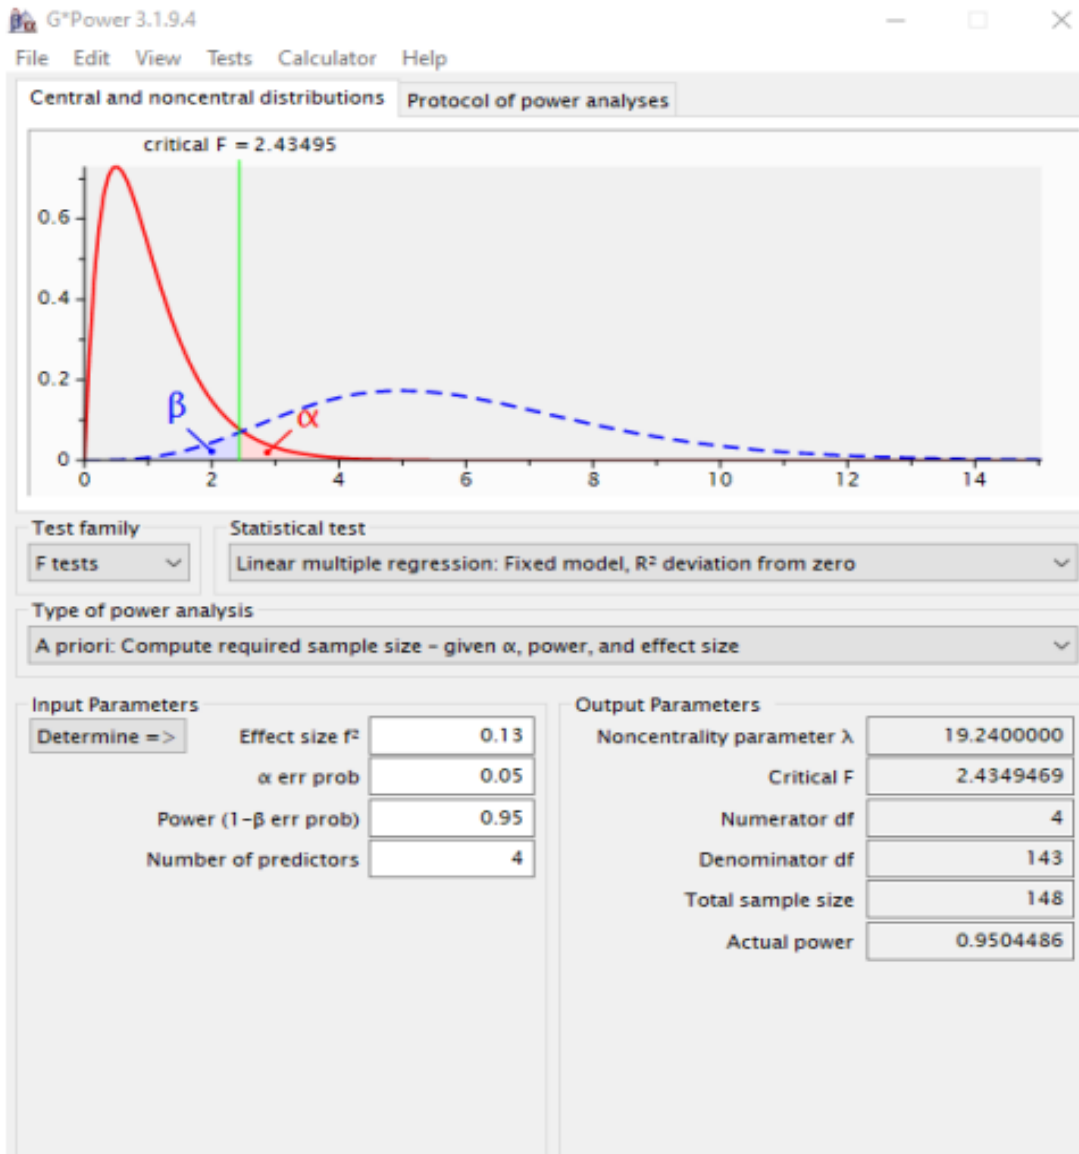 G*Power 3.1.9.4
File Edit View Tests Calculator Help
Central and noncentral distributions Protocol of power analyses
critical F = 2.43495
0.6
0.4
0.2
β α
0
0 2 4 6 8 10 12 14
Test family Statistical test
F tests Linear multiple regression: Fixed model, R² deviation from zero
Type of power analysis
A priori: Compute required sample size – given α, power, and effect size
Input Parameters
Determine => Effect size f² 0.13
α err prob 0.05
Power (1-β err prob) 0.95
Number of predictors 4
Output Parameters
Noncentrality parameter λ 19.2400000
Critical F 2.4349469
Numerator df 4
Denominator df 143
Total sample size 148
Actual power 0.9504486